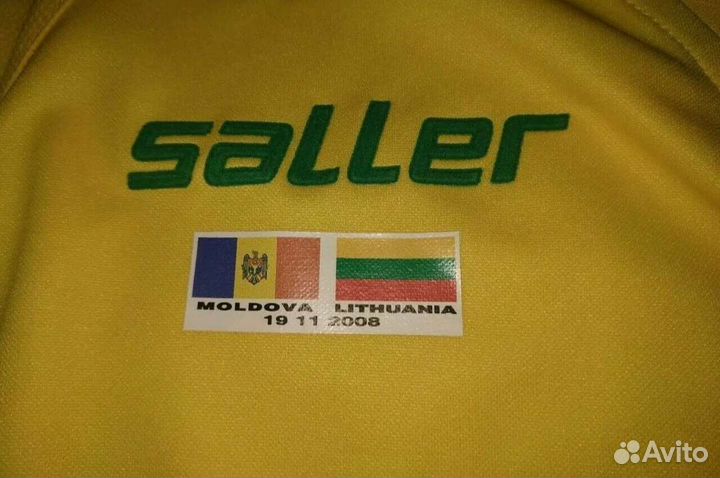 saller
MOLDOVA LITHUANIA
19 11 2008
Avito